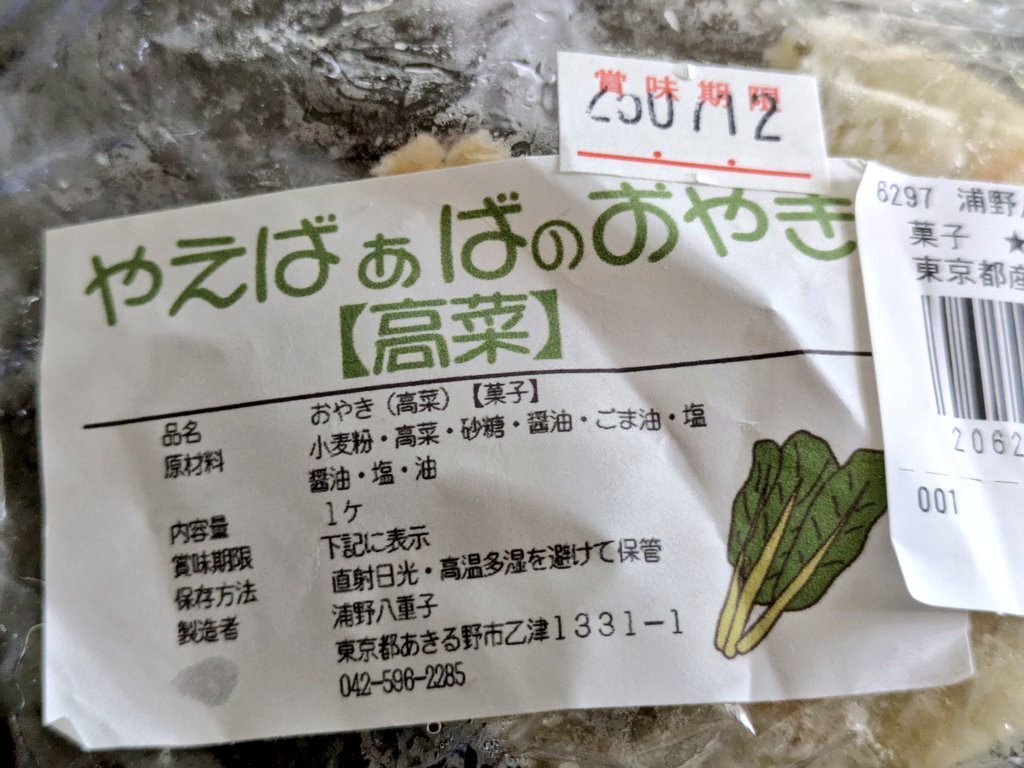 賞味期限
250712
やえばぁばのおやき
【高菜】
品名 おやき（高菜）【菓子】
原材料 小麦粉・高菜・砂糖・醤油・ごま油・塩
醤油・塩・油
内容量 1ケ
賞味期限 下記に表示
保存方法 直射日光・高温多湿を避けて保管
製造者 浦野八重子
東京都あきる野市乙津1331-1
042-596-2285
6297 浦野
菓子 ★
東京都産
2062
001